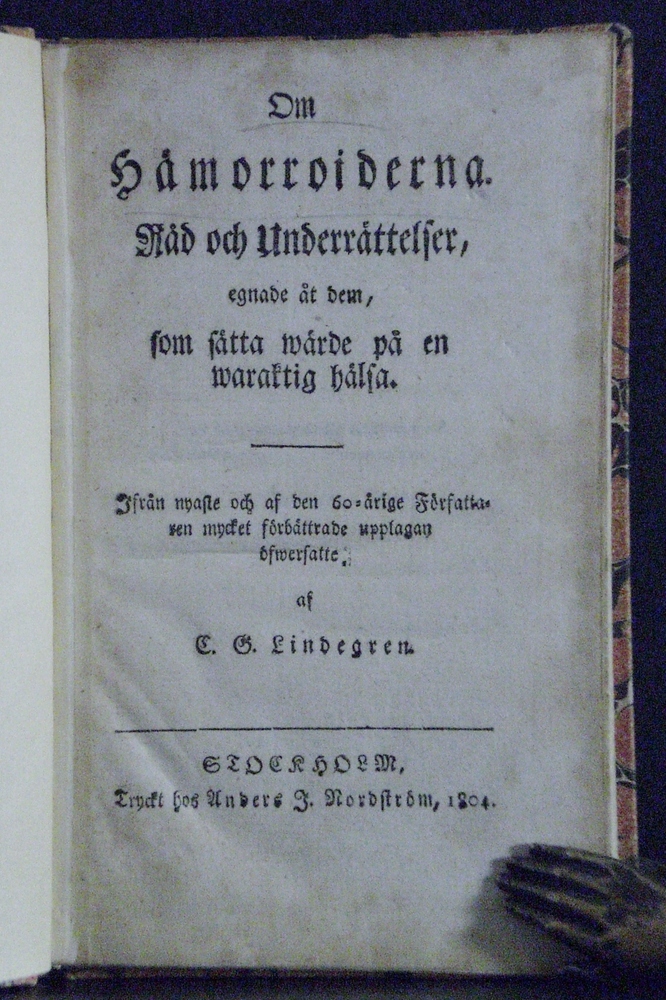 Om
Hämorroiderna.
Råd och Underrättelser,
egnade åt dem,
som sätta wärde på en
waraktig hälsa.
Ifrån nyaste och af den 60-årige Författa-
ren mycket förbättrade upplagan
öfwersatte,
af
C. G. Lindegren.
STOCKHOLM,
Tryckt hos Anders J. Nordström, 1804.